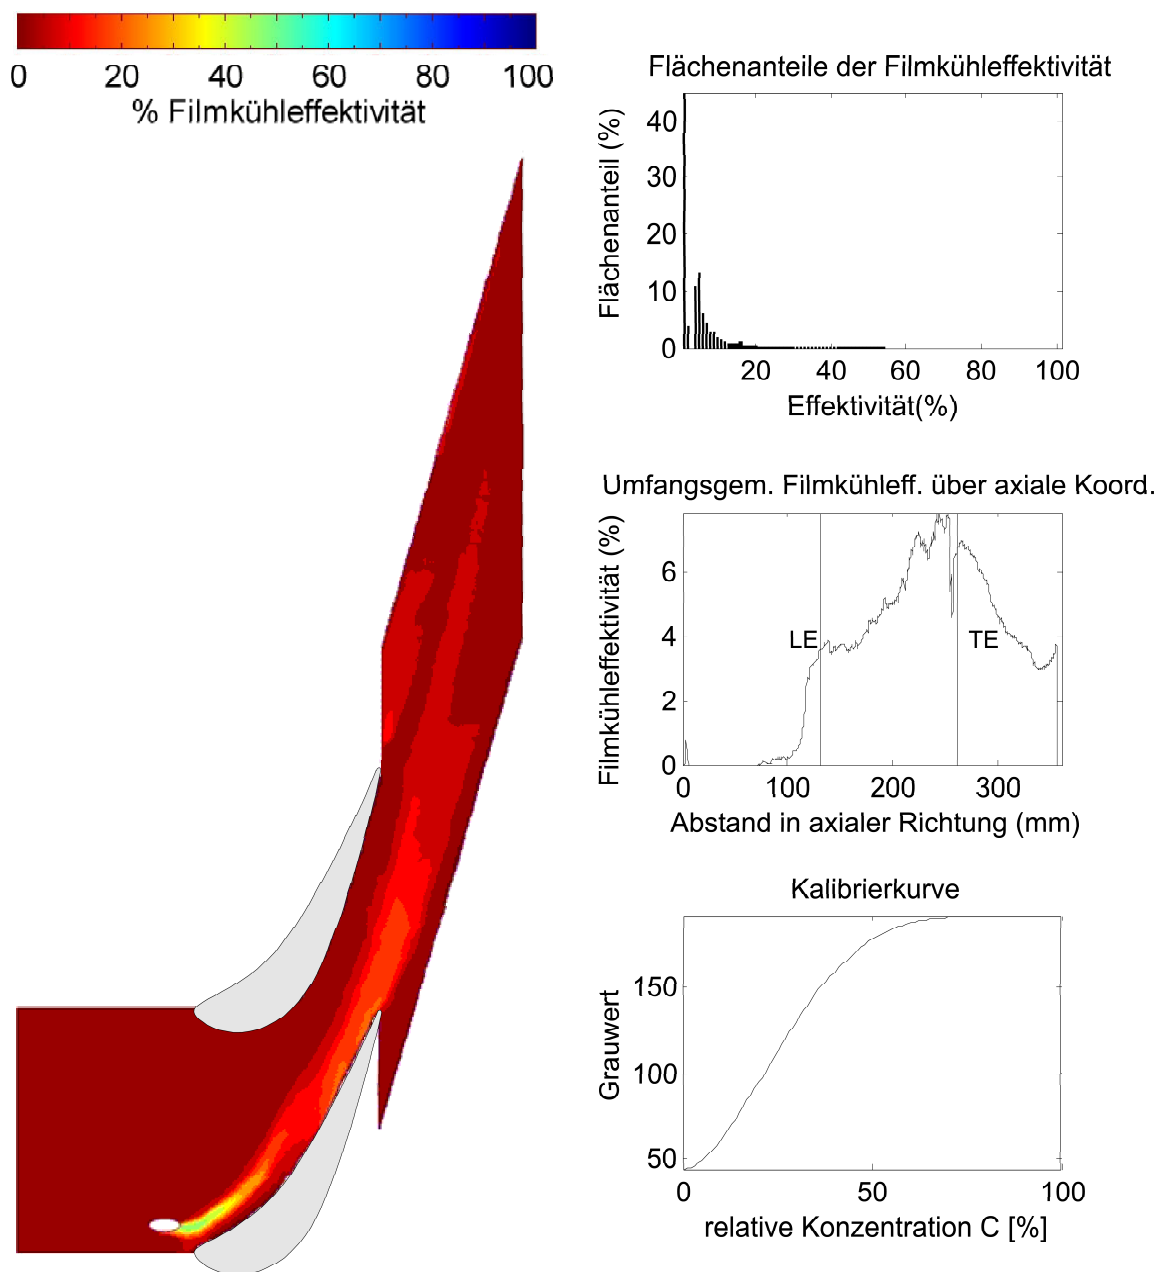 0 20 40 60 80 100
% Filmkühleffektivität
Flächenanteile der Filmkühleffektivität
Flächenanteil (%)
40
30
20
10
0
20 40 60 80 100
Effektivität(%)
Umfangsgem. Filmkühleff. über axiale Koord.
Filmkühleffektivität (%)
6
4
2
0
LE TE
0 100 200 300
Abstand in axialer Richtung (mm)
Kalibrierkurve
Grauwert
150
100
50
0 50 100
relative Konzentration C [%]